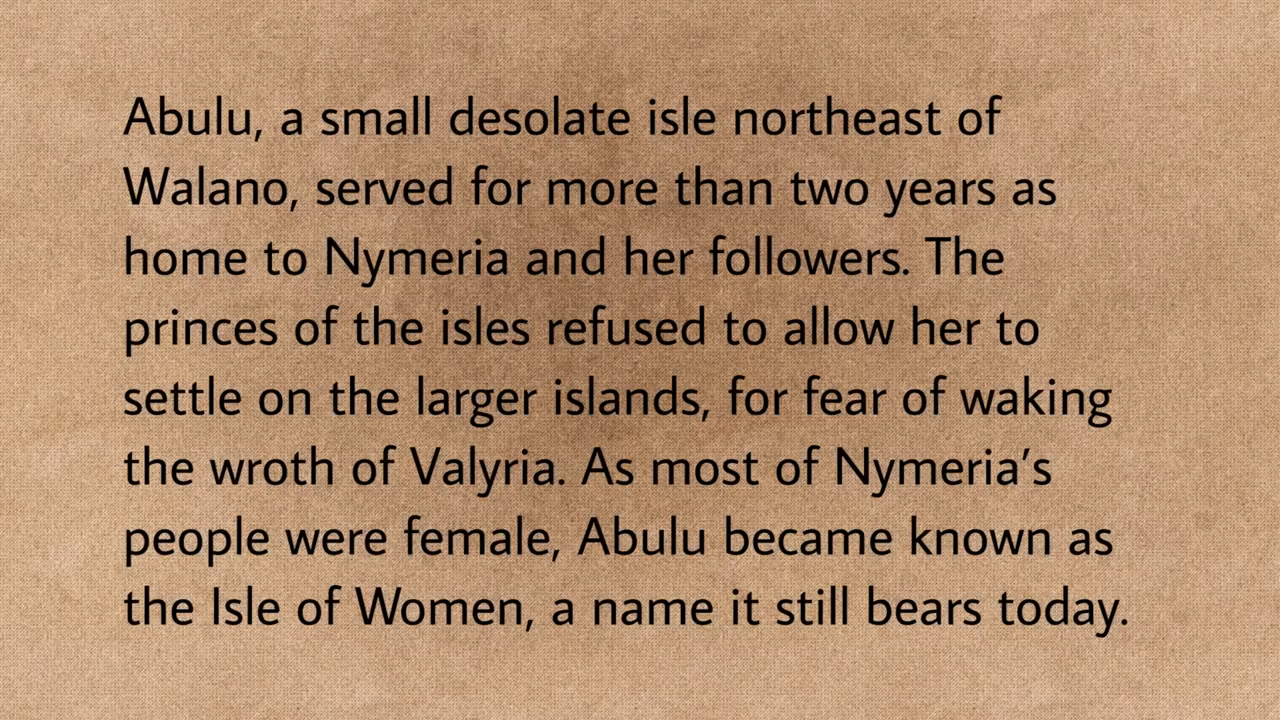 Abulu, a small desolate isle northeast of
Walano, served for more than two years as
home to Nymeria and her followers. The
princes of the isles refused to allow her to
settle on the larger islands, for fear of waking
the wroth of Valyria. As most of Nymeria’s
people were female, Abulu became known as
the Isle of Women, a name it still bears today.